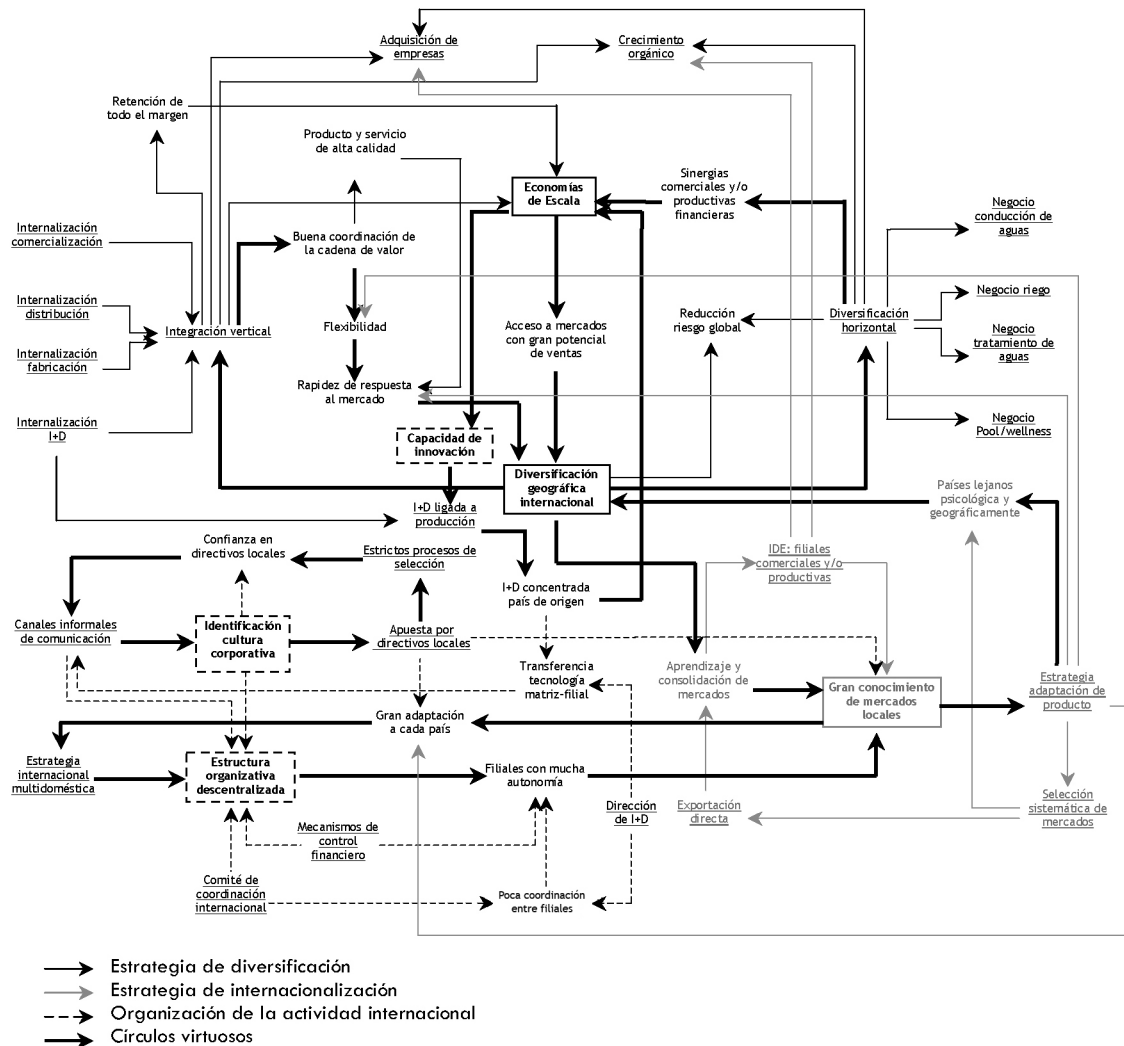 Adquisición de
empresas
Crecimiento
orgánico
Retención de
todo el margen
Producto y servicio
de alta calidad
Economías
de Escala
Sinergias
comerciales y/o
productivas
financieras
Negocio
conducción de
aguas
Internalización
comercialización
Buena coordinación de
la cadena de valor
Internalización
distribución
Integración vertical
Flexibilidad
Acceso a mercados
con gran potencial
de ventas
Reducción
riesgo global
Diversificación
horizontal
Negocio riego
Negocio
tratamiento de
aguas
Internalización
fabricación
Rapidez de respuesta
al mercado
Internalización
I+D
Capacidad de
innovación
Negocio
Pool/wellness
Diversificación
geográfica
internacional
Países lejanos
psicológica y
geográficamente
I+D ligada a
producción
Confianza en
directivos locales
Estrictos procesos de
selección
IDE: filiales
comerciales y/o
productivas
I+D concentrada
país de origen
Canales informales
de comunicación
Identificación
cultura
corporativa
Apuesta por
directivos locales
Transferencia
tecnología
matriz-filial
Aprendizaje y
consolidación de
mercados
Gran conocimiento
de mercados
locales
Estrategia
adaptación de
producto
Gran adaptación
a cada país
Estrategia
internacional
multidoméstica
Estructura
organizativa
descentralizada
Filiales con mucha
autonomía
Dirección
de I+D
Exportación
directa
Selección
sistemática de
mercados
Mecanismos de
control
financiero
Comité de
coordinación
internacional
Poca coordinación
entre filiales
Estrategia de diversificación
Estrategia de internacionalización
Organización de la actividad internacional
Círculos virtuosos